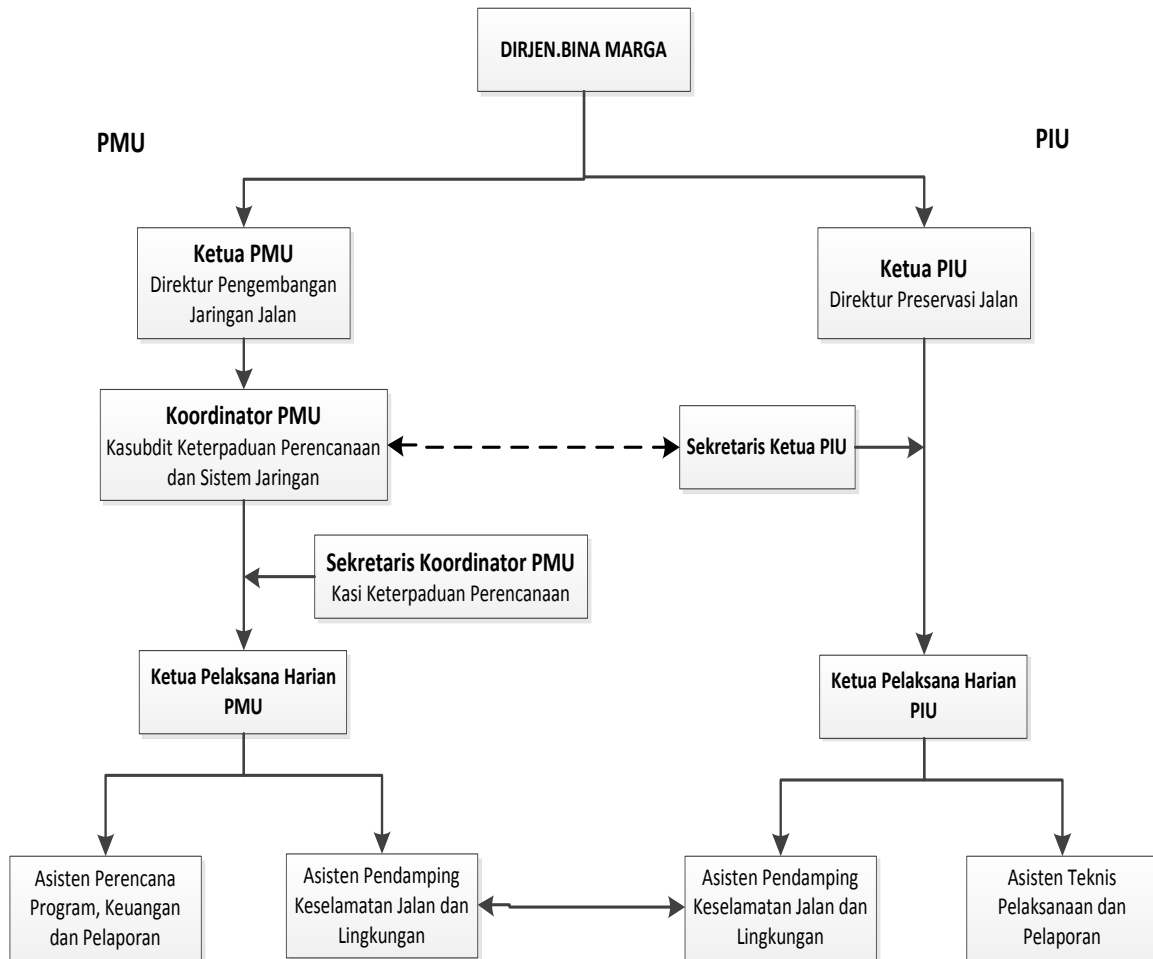 DIRJEN.BINA MARGA
PMU
PIU
Ketua PMU
Direktur Pengembangan
Jaringan Jalan
Ketua PIU
Direktur Preservasi Jalan
Koordinator PMU
Kasubdit Keterpaduan Perencanaan
dan Sistem Jaringan
Sekretaris Ketua PIU
Sekretaris Koordinator PMU
Kasi Keterpaduan Perencanaan
Ketua Pelaksana Harian
PMU
Ketua Pelaksana Harian
PIU
Asisten Perencana
Program, Keuangan
dan Pelaporan
Asisten Pendamping
Keselamatan Jalan dan
Lingkungan
Asisten Pendamping
Keselamatan Jalan dan
Lingkungan
Asisten Teknis
Pelaksanaan dan
Pelaporan